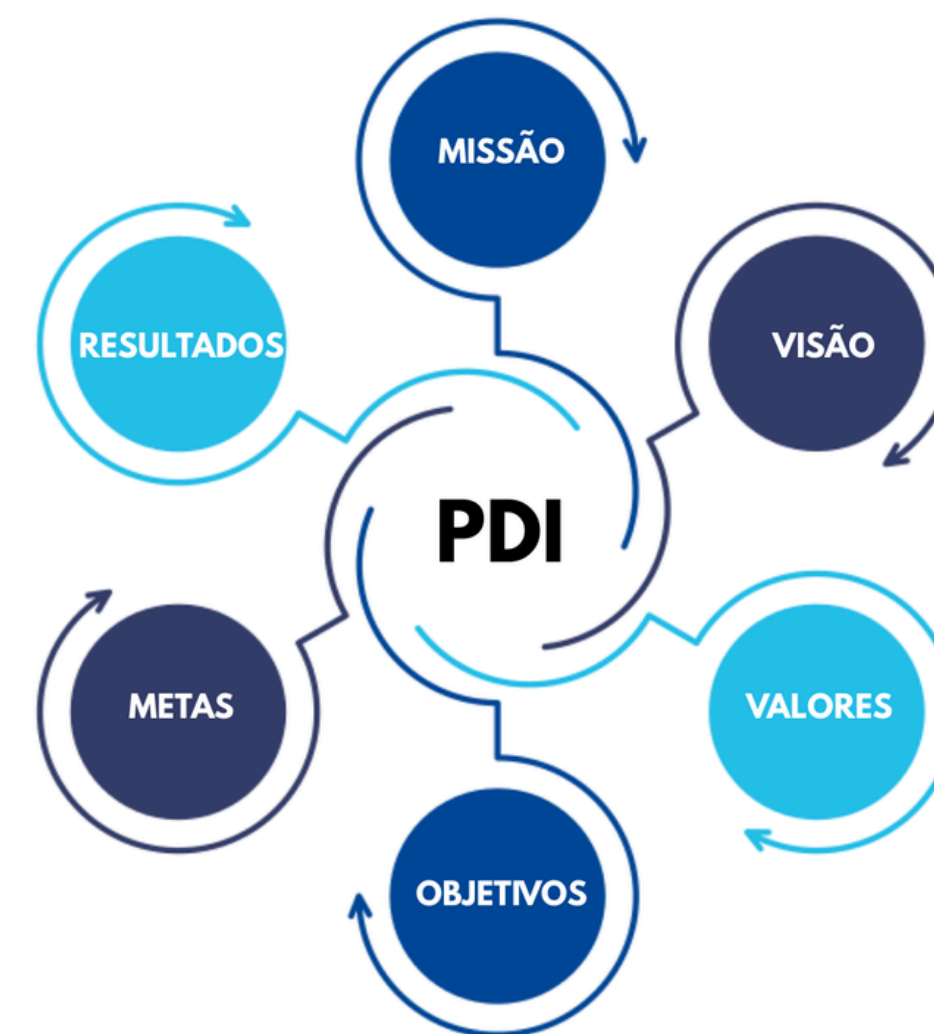 MISSÃO
VISÃO
VALORES
OBJETIVOS
METAS
RESULTADOS
PDI